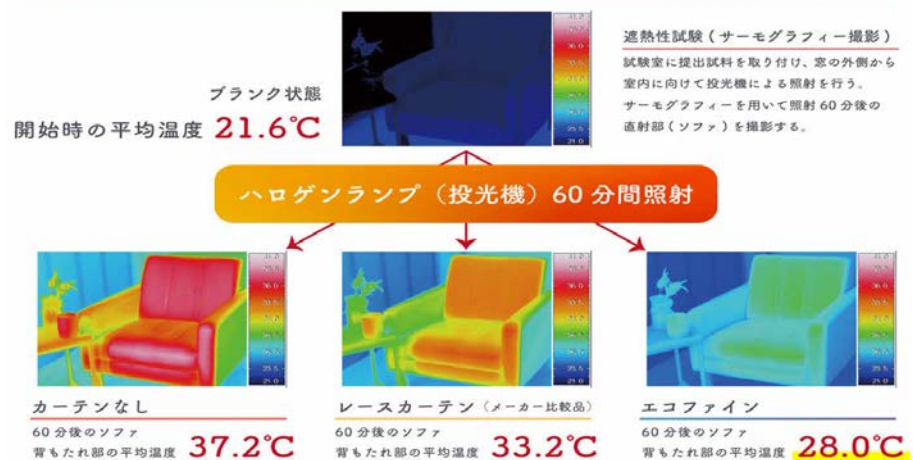 遮熱性試験（サーモグラフィー撮影）
試験室に提出試料を取り付け、窓の外側から
室内に向けて投光機による照射を行う。
サーモグラフィーを用いて照射60分後の
直射部（ソファ）を撮影する。
ブランク状態
開始時の平均温度 21.6℃
ハロゲンランプ（投光機）60分間照射
カーテンなし
60分後のソファ
背もたれ部の平均温度 37.2℃
レースカーテン（メーカー比較品）
60分後のソファ
背もたれ部の平均温度 33.2℃
エコファイン
60分後のソファ
背もたれ部の平均温度 28.0℃